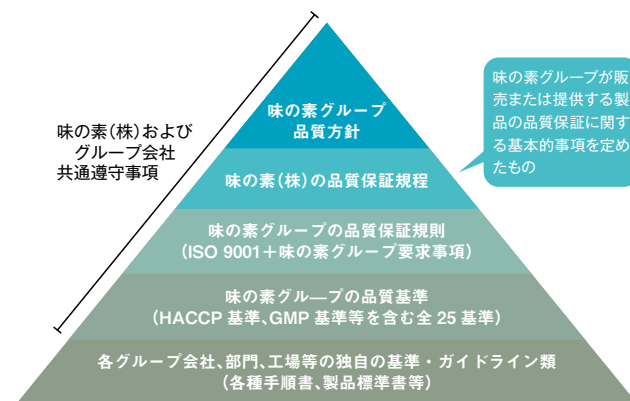 味の素グループ
品質方針
味の素(株)および
グループ会社
共通遵守事項
味の素グループが販
売または提供する製
品の品質保証に関す
る基本的事項を定め
たもの
味の素(株)の品質保証規程
味の素グループの品質保証規則
(ISO 9001+味の素グループ要求事項)
味の素グル―プの品質基準
(HACCP 基準、GMP 基準等を含む全 25 基準)
各グループ会社、部門、工場等の独自の基準・ガイドライン類
(各種手順書、製品標準書等)